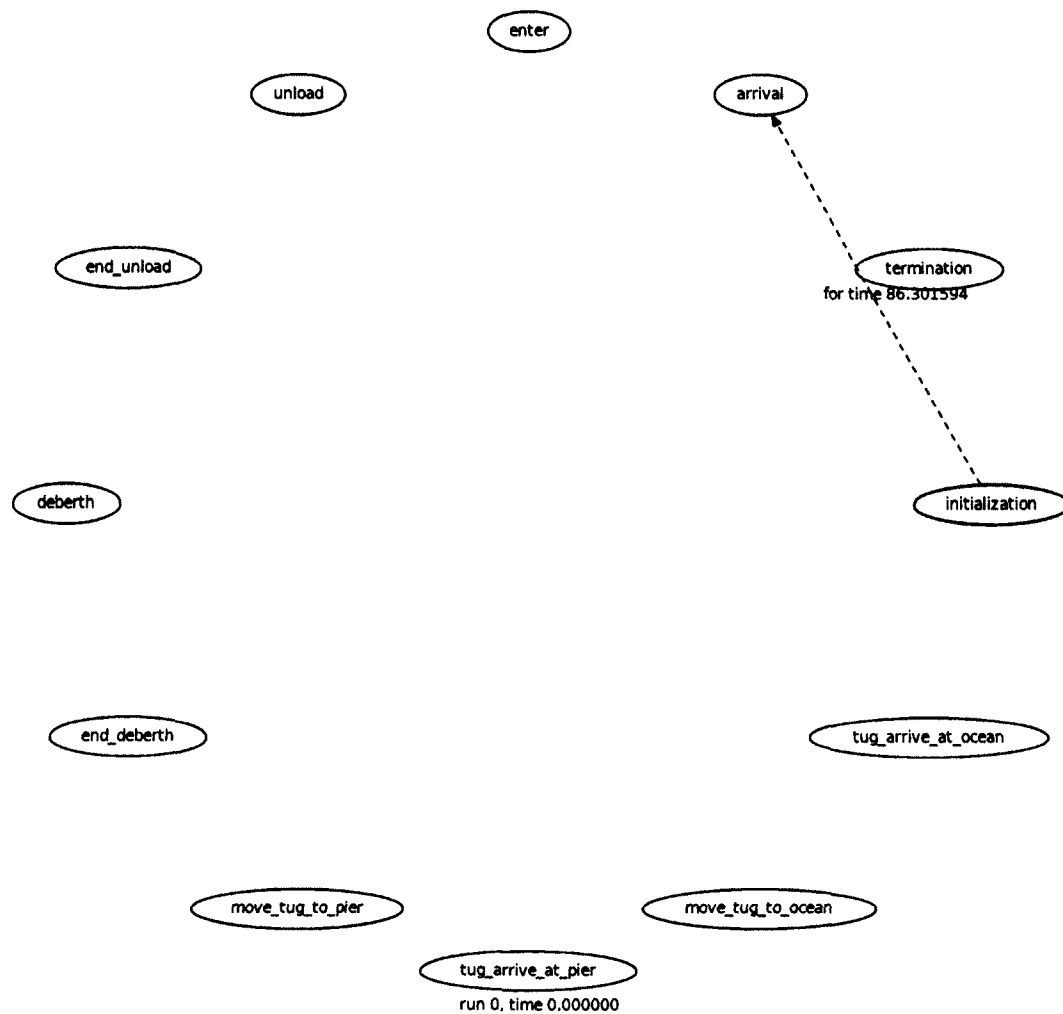 enter
unload
arrival
end_unload
termination
for time 86.301594
deberth
initialization
end_deberth
tug_arrive_at_ocean
move_tug_to_pier
move_tug_to_ocean
tug_arrive_at_pier
run 0, time 0.000000